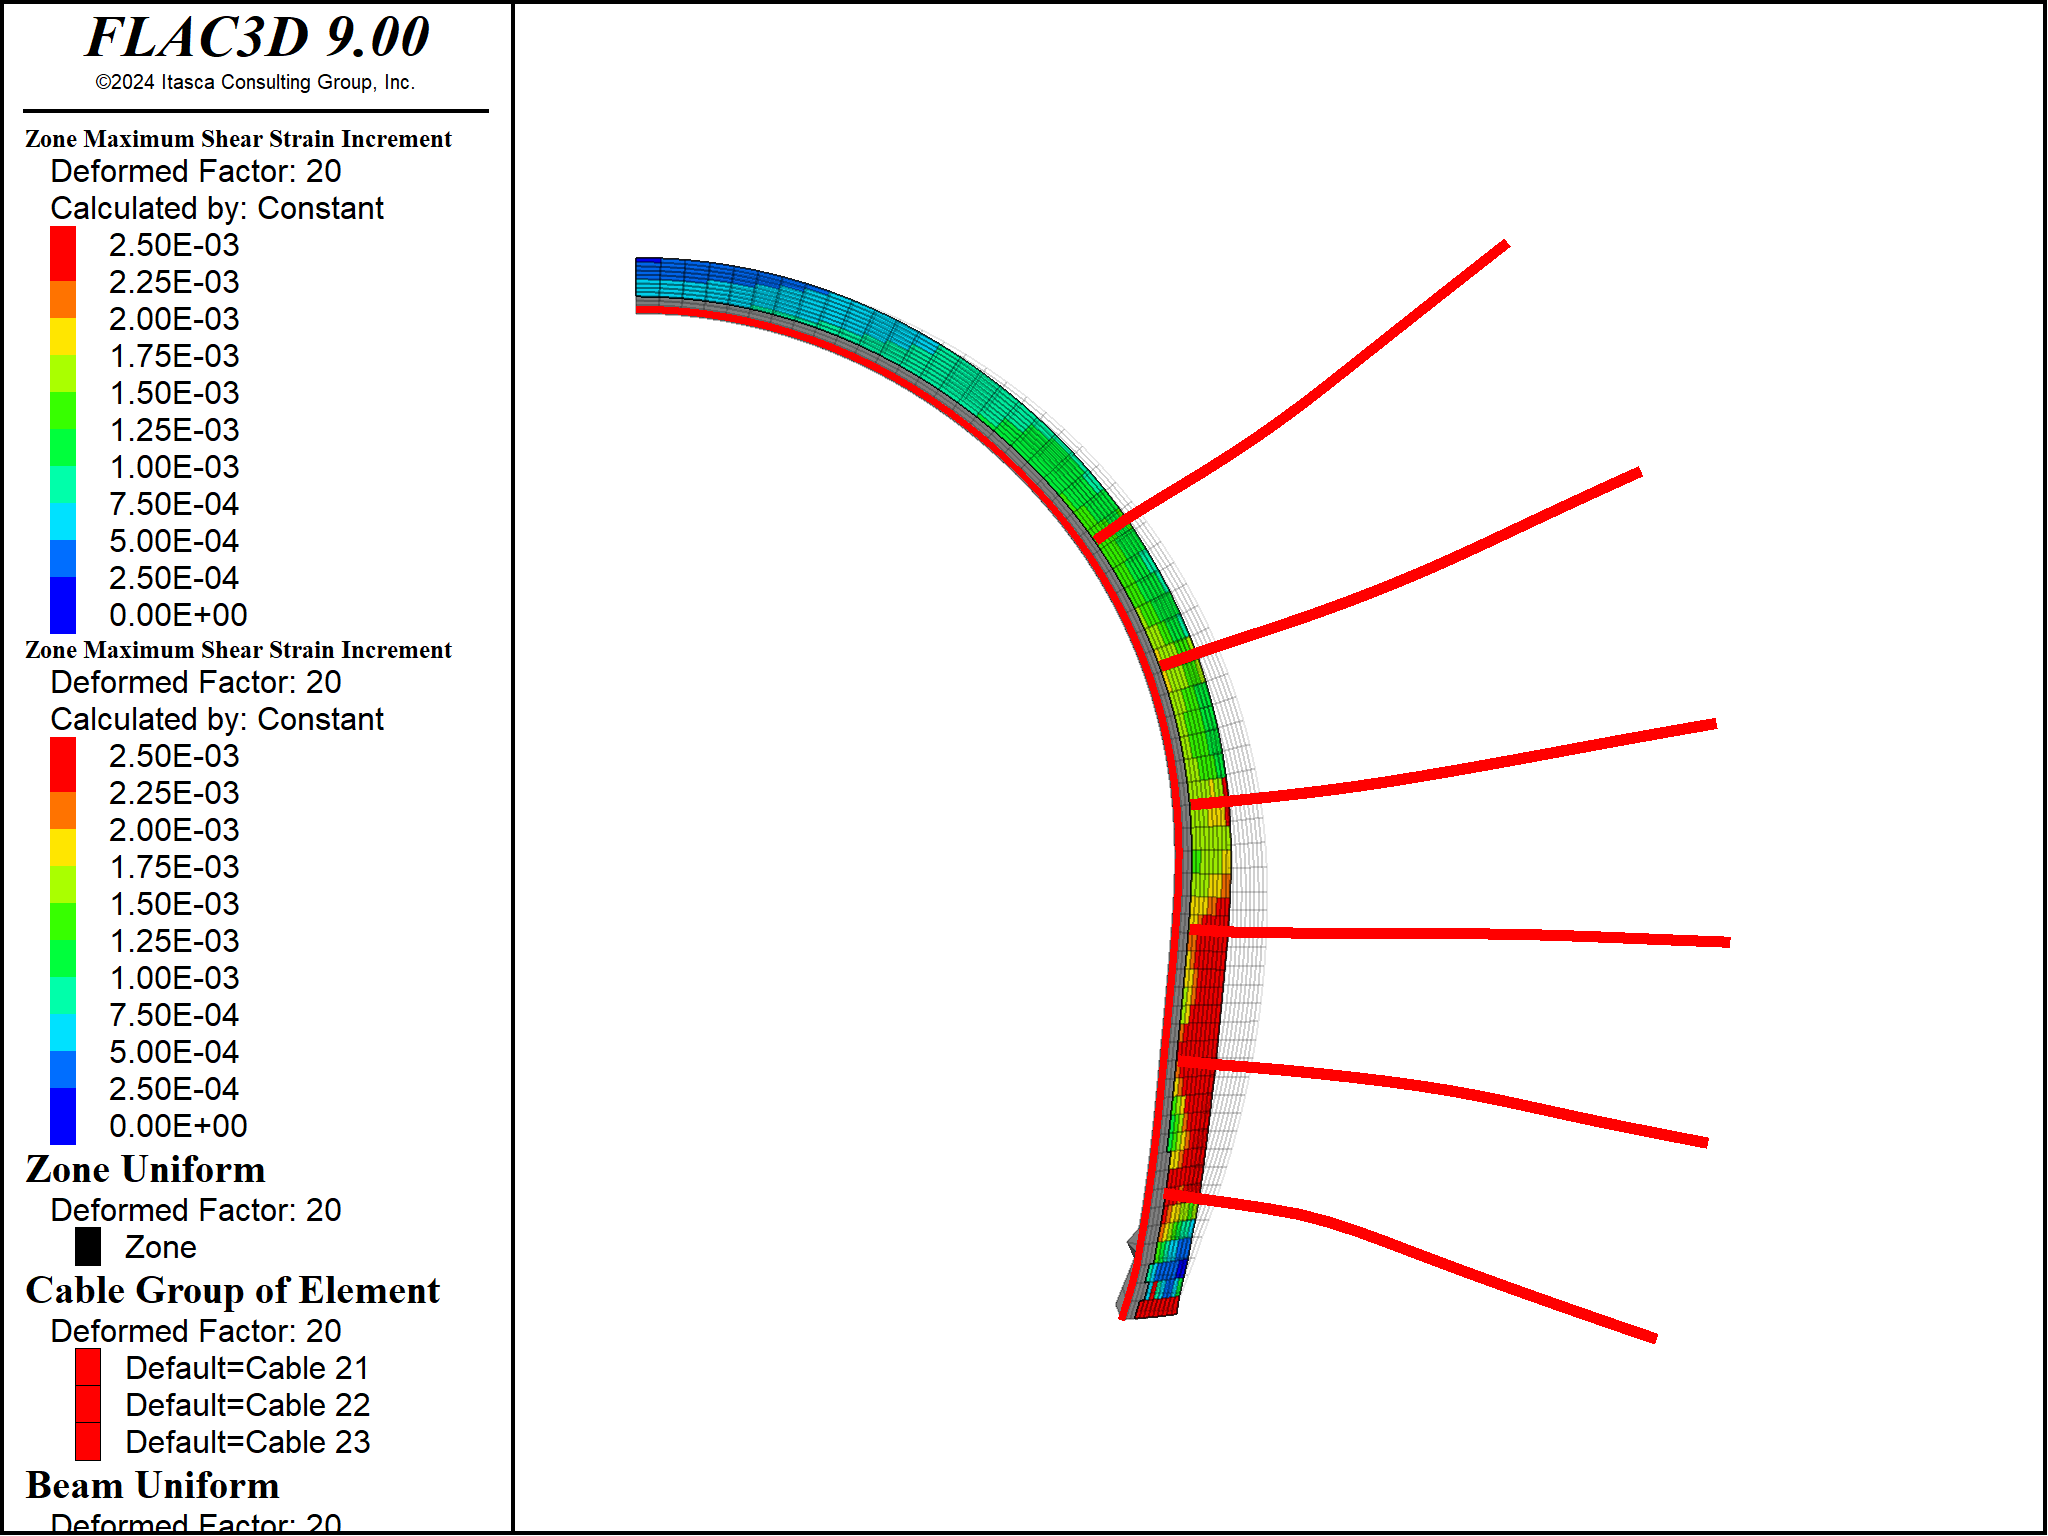 FLAC3D 9.00
©2024 Itasca Consulting Group, Inc.
Zone Maximum Shear Strain Increment
Deformed Factor: 20
Calculated by: Constant
2.50E-03
2.25E-03
2.00E-03
1.75E-03
1.50E-03
1.25E-03
1.00E-03
7.50E-04
5.00E-04
2.50E-04
0.00E+00
Zone Maximum Shear Strain Increment
Deformed Factor: 20
Calculated by: Constant
2.50E-03
2.25E-03
2.00E-03
1.75E-03
1.50E-03
1.25E-03
1.00E-03
7.50E-04
5.00E-04
2.50E-04
0.00E+00
Zone Uniform
Deformed Factor: 20
Zone
Cable Group of Element
Deformed Factor: 20
Default=Cable 21
Default=Cable 22
Default=Cable 23
Beam Uniform
Deformed Factor: 20